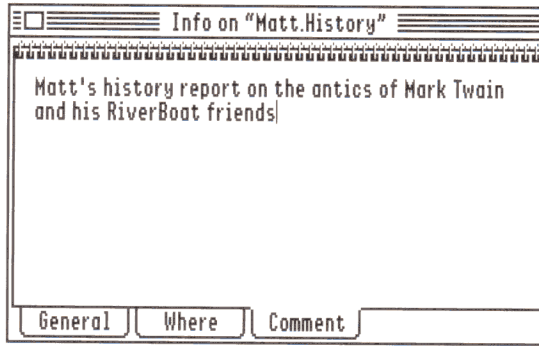 Info on "Matt.History"
Matt's history report on the antics of Mark Twain
and his RiverBoat friends
General Where Comment